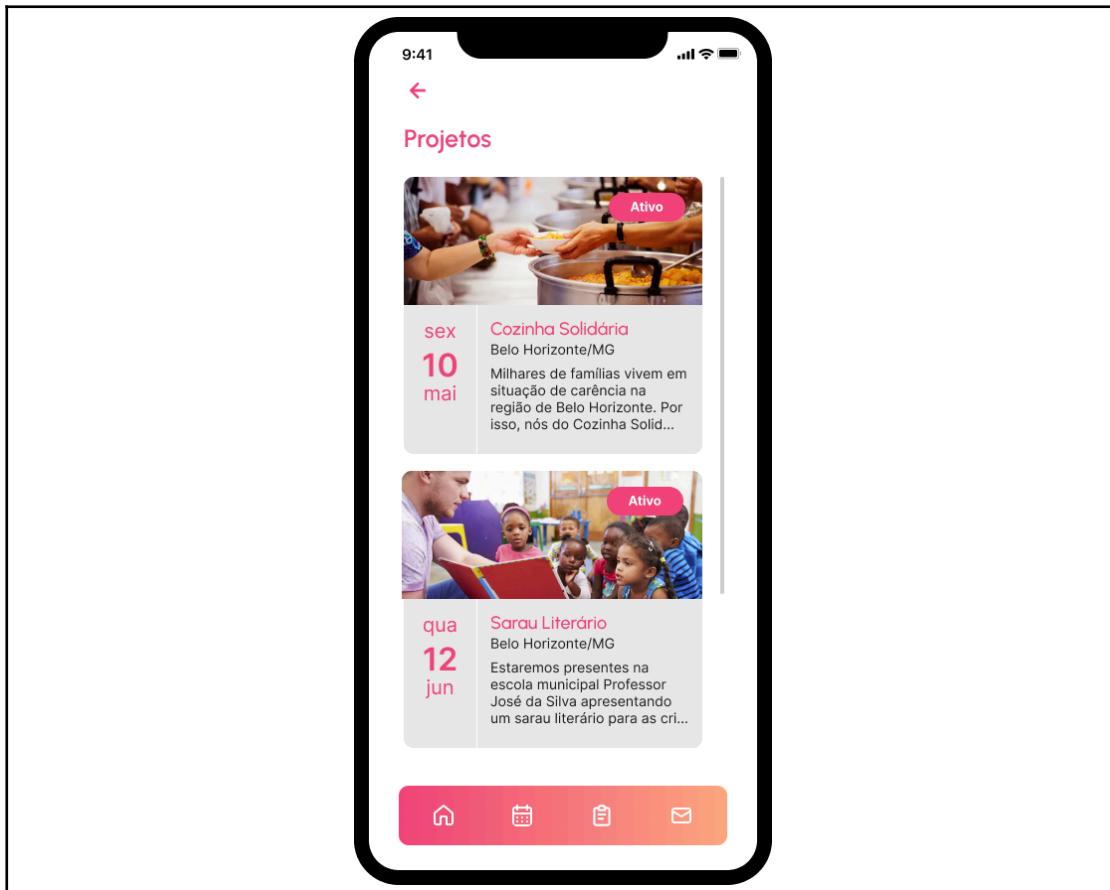 9:41
Projetos
Ativo
sex
10
mai
Cozinha Solidária
Belo Horizonte/MG
Milhares de famílias vivem em
situação de carência na
região de Belo Horizonte. Por
isso, nós do Cozinha Solid...
Ativo
qua
12
jun
Sarau Literário
Belo Horizonte/MG
Estaremos presentes na
escola municipal Professor
José da Silva apresentando
um sarau literário para as cri...